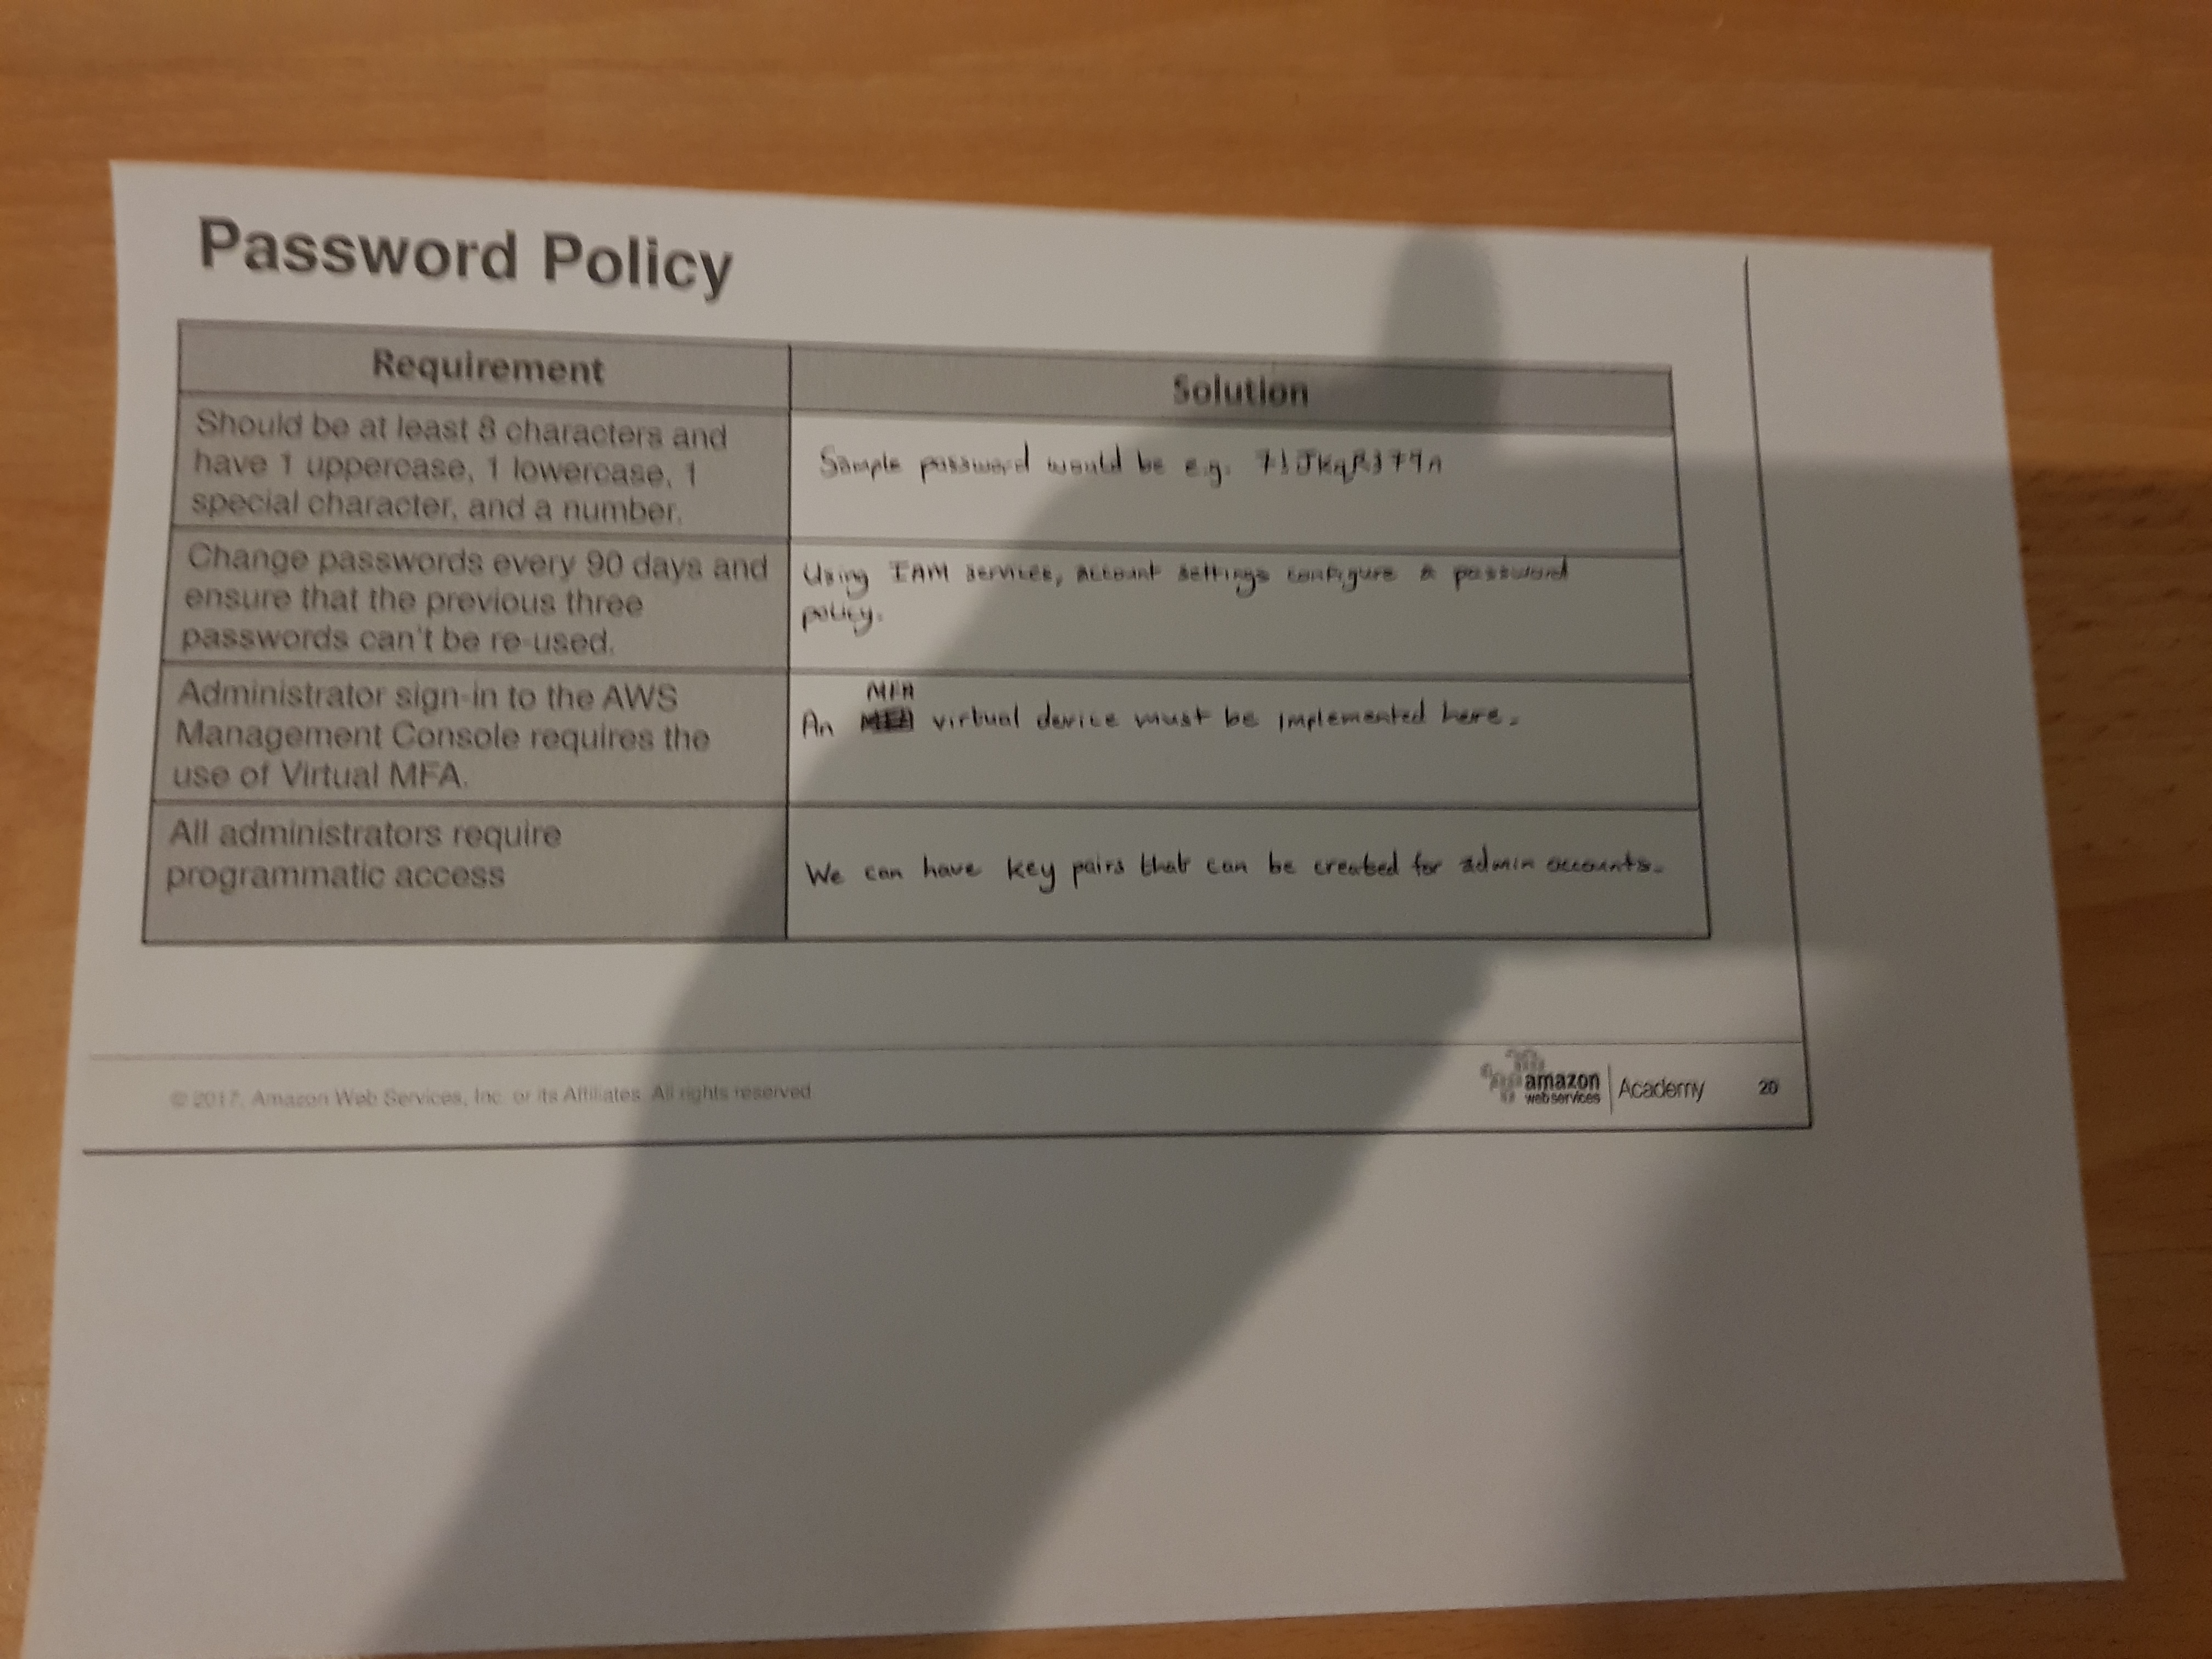 Password Policy
Requirement
Solution
Should be at least 8 characters and
have 1 uppercase, 1 lowercase, 1
special character, and a number.
Sample password would be e.g.
Change passwords every 90 days and
ensure that the previous three
passwords can't be re-used.
Using IAM services, account settings configure a password
policy.
Administrator sign-in to the AWS
Management Console requires the
use of Virtual MFA.
MFA
An virtual device must be implemented here.
All administrators require
programmatic access
We can have key pairs that can be created for admin accounts.
© 2017, Amazon Web Services, Inc. or its Affiliates. All rights reserved
amazon
web services
Academy
20